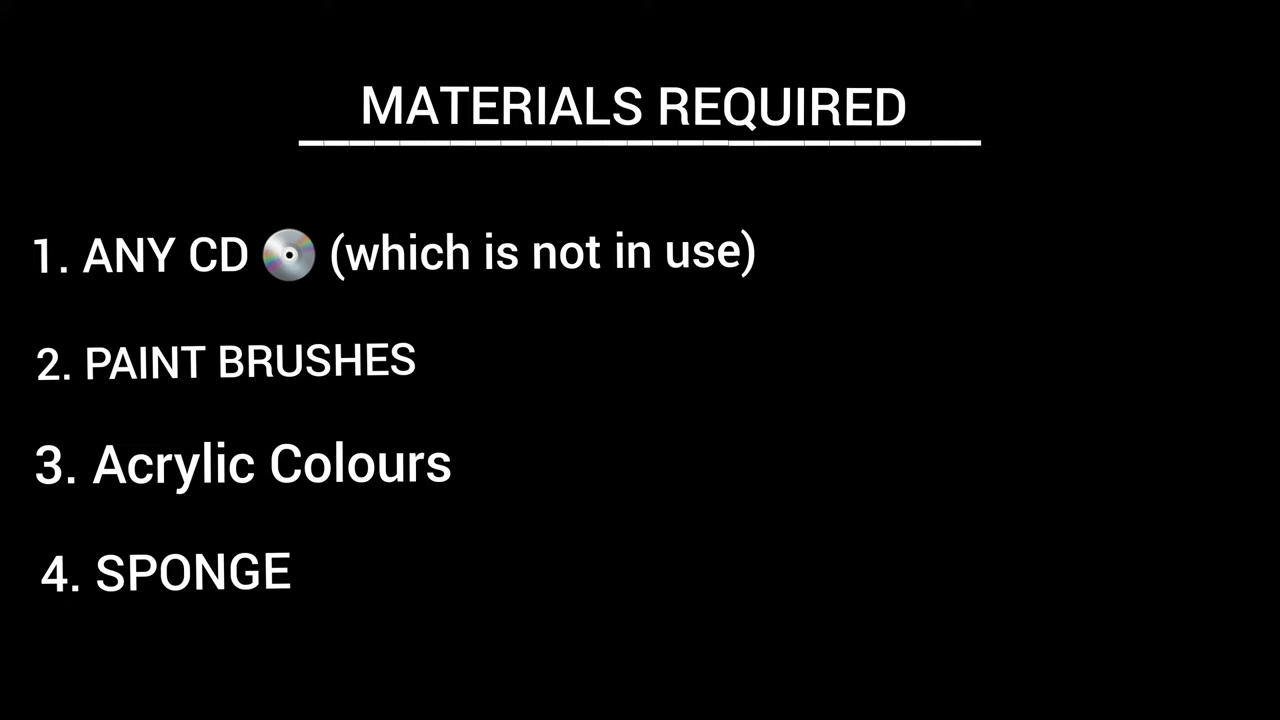 MATERIALS REQUIRED
1. ANY CD 💿 (which is not in use)
2. PAINT BRUSHES
3. Acrylic Colours
4. SPONGE